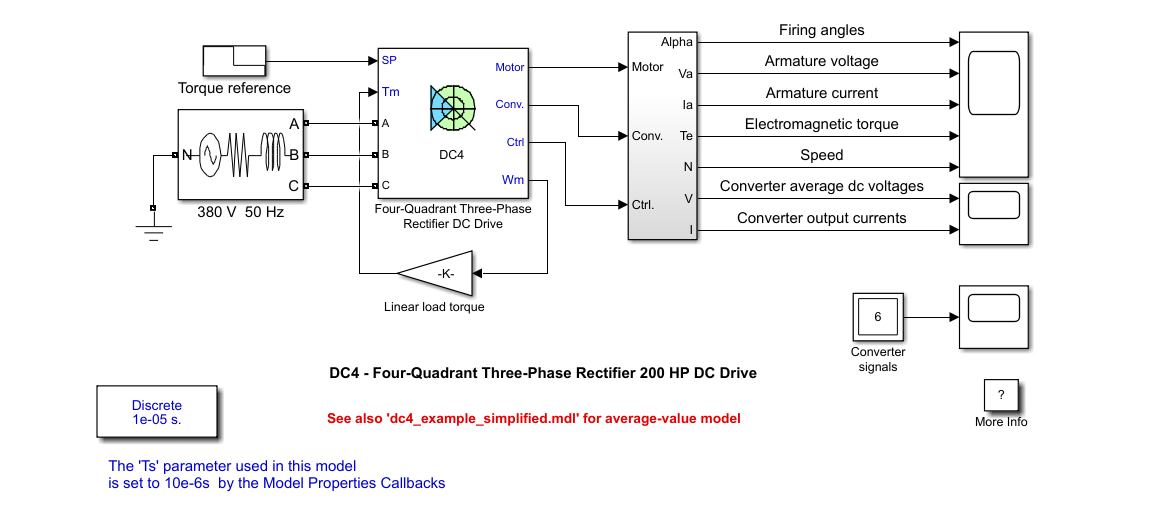 Torque reference
N
A
B
C
380 V  50 Hz
SP
Tm
A
B
C
Motor
Conv.
Ctrl
Wm
DC4
Four-Quadrant Three-Phase
Rectifier DC Drive
-K-
Linear load torque
Motor
Conv.
Ctrl.
Alpha
Va
Ia
Te
N
V
I
Firing angles
Armature voltage
Armature current
Electromagnetic torque
Speed
Converter average dc voltages
Converter output currents
6
Converter
signals
?
More Info
DC4 - Four-Quadrant Three-Phase Rectifier 200 HP DC Drive
See also 'dc4_example_simplified.mdl' for average-value model
Discrete
1e-05 s.
The 'Ts' parameter used in this model
is set to 10e-6s  by the Model Properties Callbacks